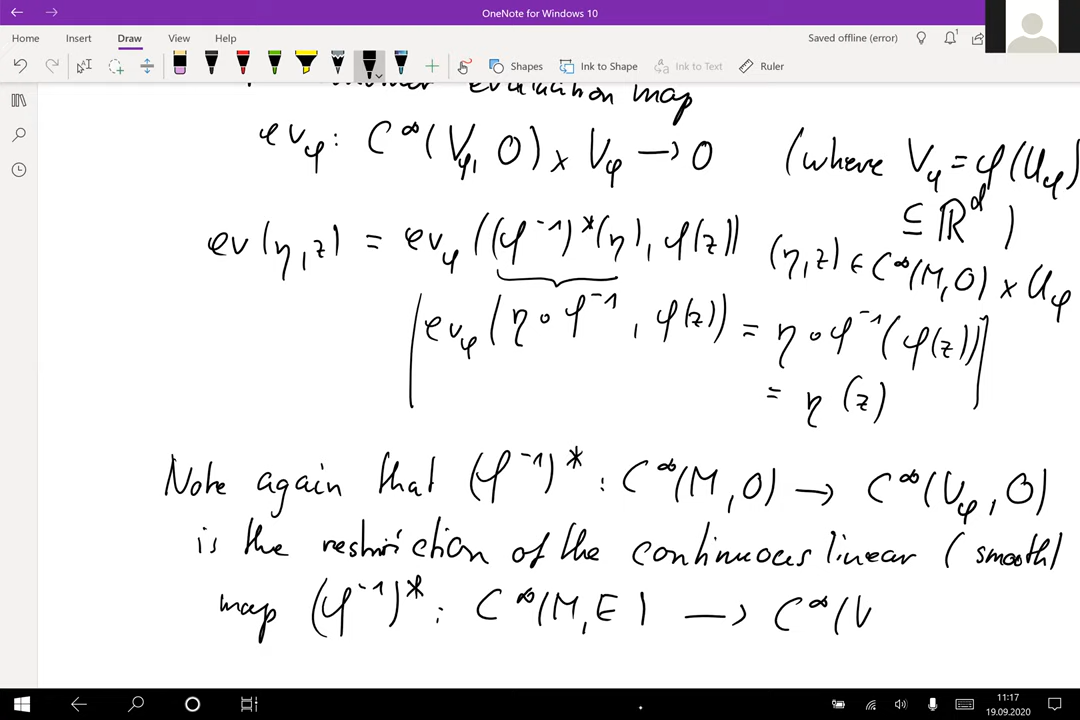 OneNote for Windows 10
Home Insert Draw View Help
Saved offline (error)
Shapes Ink to Shape Ink to Text Ruler
evaluation map
ev_φ : C^∞(V_φ, O) × V_φ → O (where V_φ = φ(U_φ)
⊆ ℝ^d)
ev(η, z) = ev_φ((φ^-1)*(η), φ(z)) (η, z) ∈ C^∞(M, O) × U_φ
[ev_φ(η ∘ φ^-1, φ(z)) = η ∘ φ^-1(φ(z))
= η(z)]
Note again that (φ^-1)* : C^∞(M, O) → C^∞(V_φ, O)
is the restriction of the continuous linear (smooth)
map (φ^-1)* : C^∞(M, E) → C^∞(V
11:17
19.09.2020